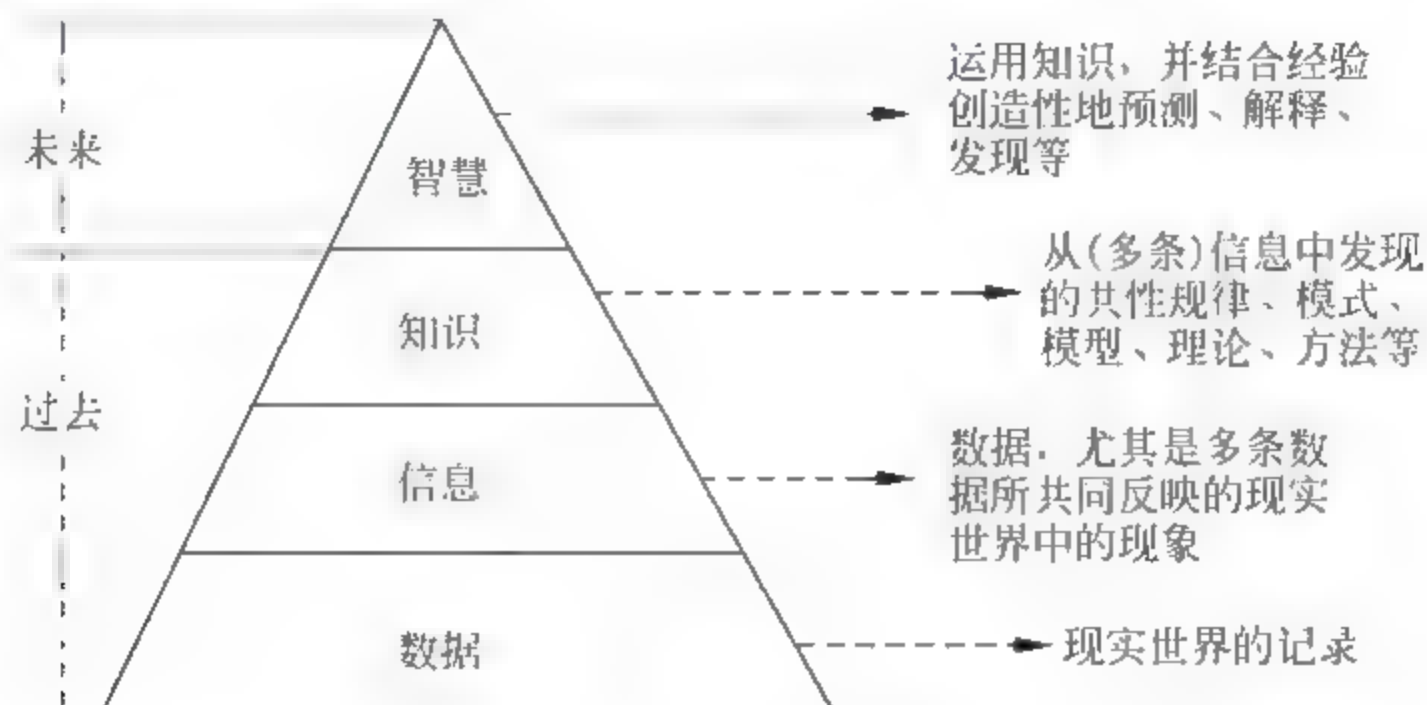 运用知识，并结合经验
创造性地预测、解释、
发现等
未来
智慧
从(多条)信息中发现
的共性规律、模式、
模型、理论、方法等
知识
过去
数据，尤其是多条数
据所共同反映的现实
世界中的现象
信息
数据
现实世界的记录